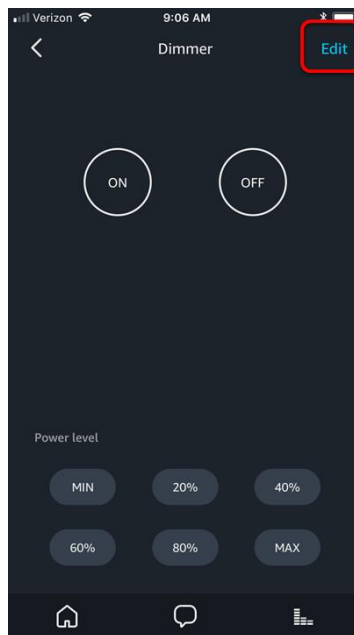 Verizon 9:06 AM
Dimmer Edit
ON OFF
Power level
MIN 20% 40%
60% 80% MAX